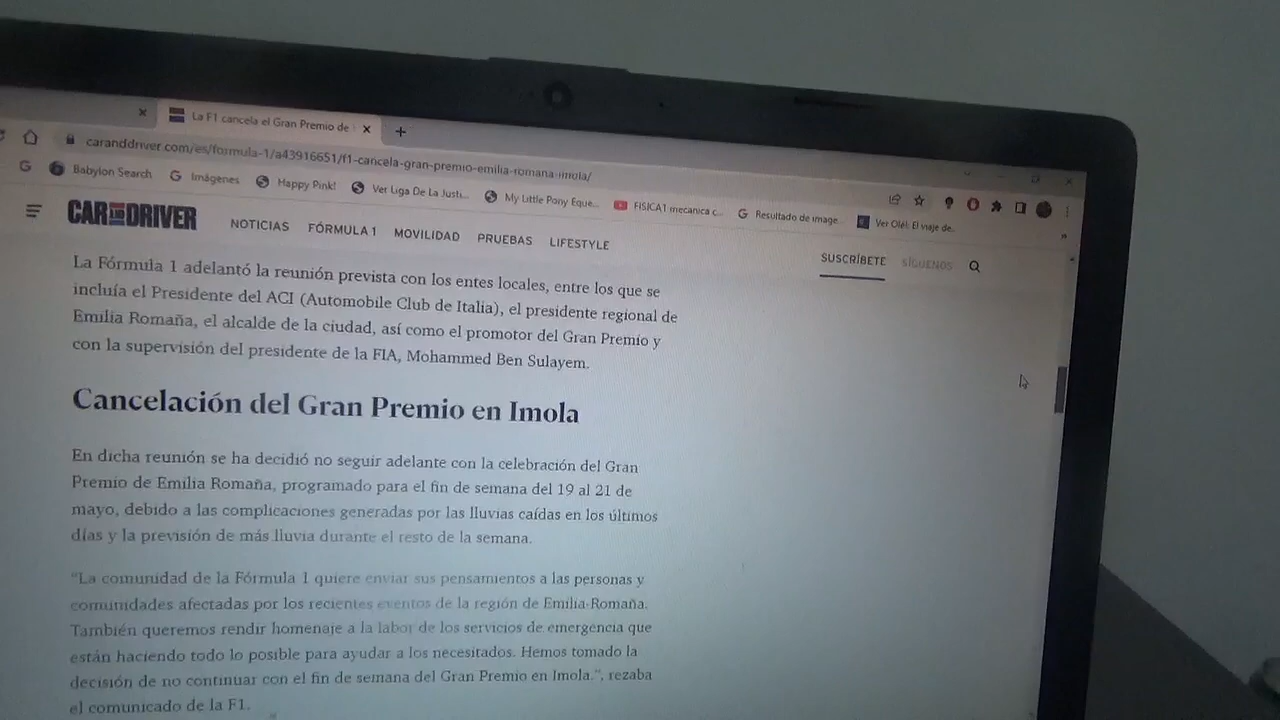 La F1 cancela el Gran Premio de
caranddriver.com/es/formula-1/a43916651/f1-cancela-gran-premio-emilia-romana-imola/
Babylon Search
Imágenes
Happy Pink!
Ver Liga De La Justi...
My Little Pony Eque...
FISICA1 mecanica c...
Resultado de image...
Ver Olé!: El viaje de...
CAR AND DRIVER
NOTICIAS
FÓRMULA 1
MOVILIDAD
PRUEBAS
LIFESTYLE
SUSCRÍBETE
SÍGUENOS
La Fórmula 1 adelantó la reunión prevista con los entes locales, entre los que se
incluía el Presidente del ACI (Automobile Club de Italia), el presidente regional de
Emilia Romaña, el alcalde de la ciudad, así como el promotor del Gran Premio y
con la supervisión del presidente de la FIA, Mohammed Ben Sulayem.
Cancelación del Gran Premio en Imola
En dicha reunión se ha decidió no seguir adelante con la celebración del Gran
Premio de Emilia Romaña, programado para el fin de semana del 19 al 21 de
mayo, debido a las complicaciones generadas por las lluvias caídas en los últimos
días y la previsión de más lluvia durante el resto de la semana.
"La comunidad de la Fórmula 1 quiere enviar sus pensamientos a las personas y
comunidades afectadas por los recientes eventos de la región de Emilia-Romaña.
También queremos rendir homenaje a la labor de los servicios de emergencia que
están haciendo todo lo posible para ayudar a los necesitados. Hemos tomado la
decisión de no continuar con el fin de semana del Gran Premio en Imola.", rezaba
el comunicado de la F1.